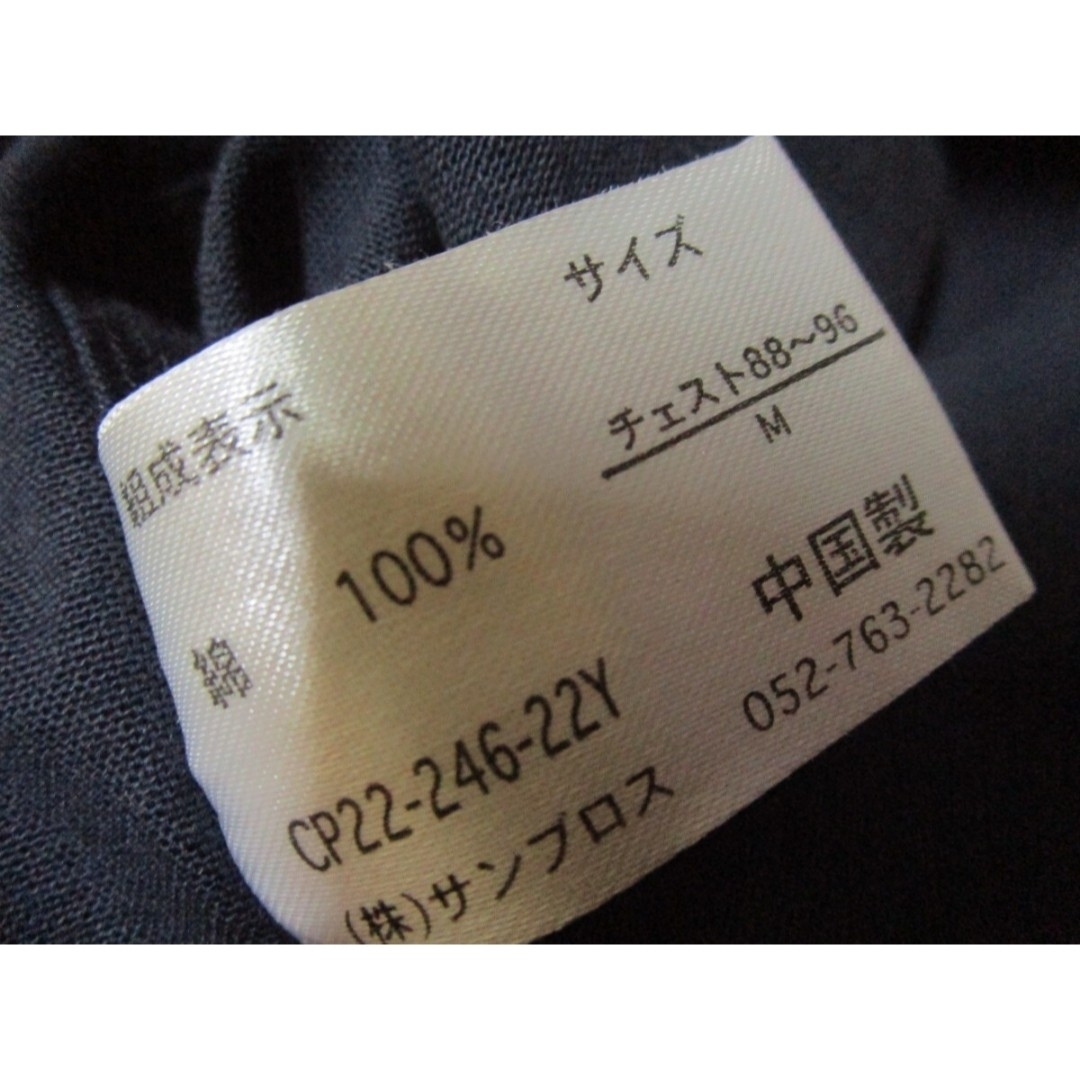 サイズ
チェスト88~96
M
組成表示
綿 100%
中国製
CP22-246-22Y
(株)サンブロス
052-763-2282